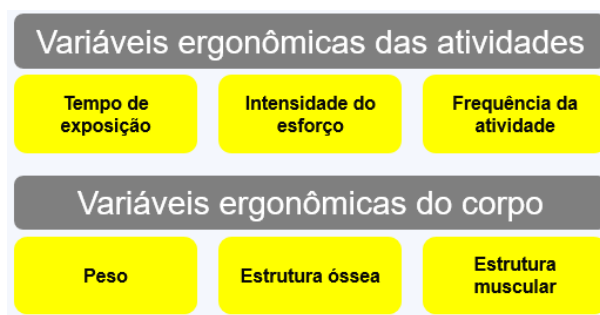 Variáveis ergonômicas das atividades
Tempo de
exposição
Intensidade do
esforço
Frequência da
atividade
Variáveis ergonômicas do corpo
Peso
Estrutura óssea
Estrutura
muscular